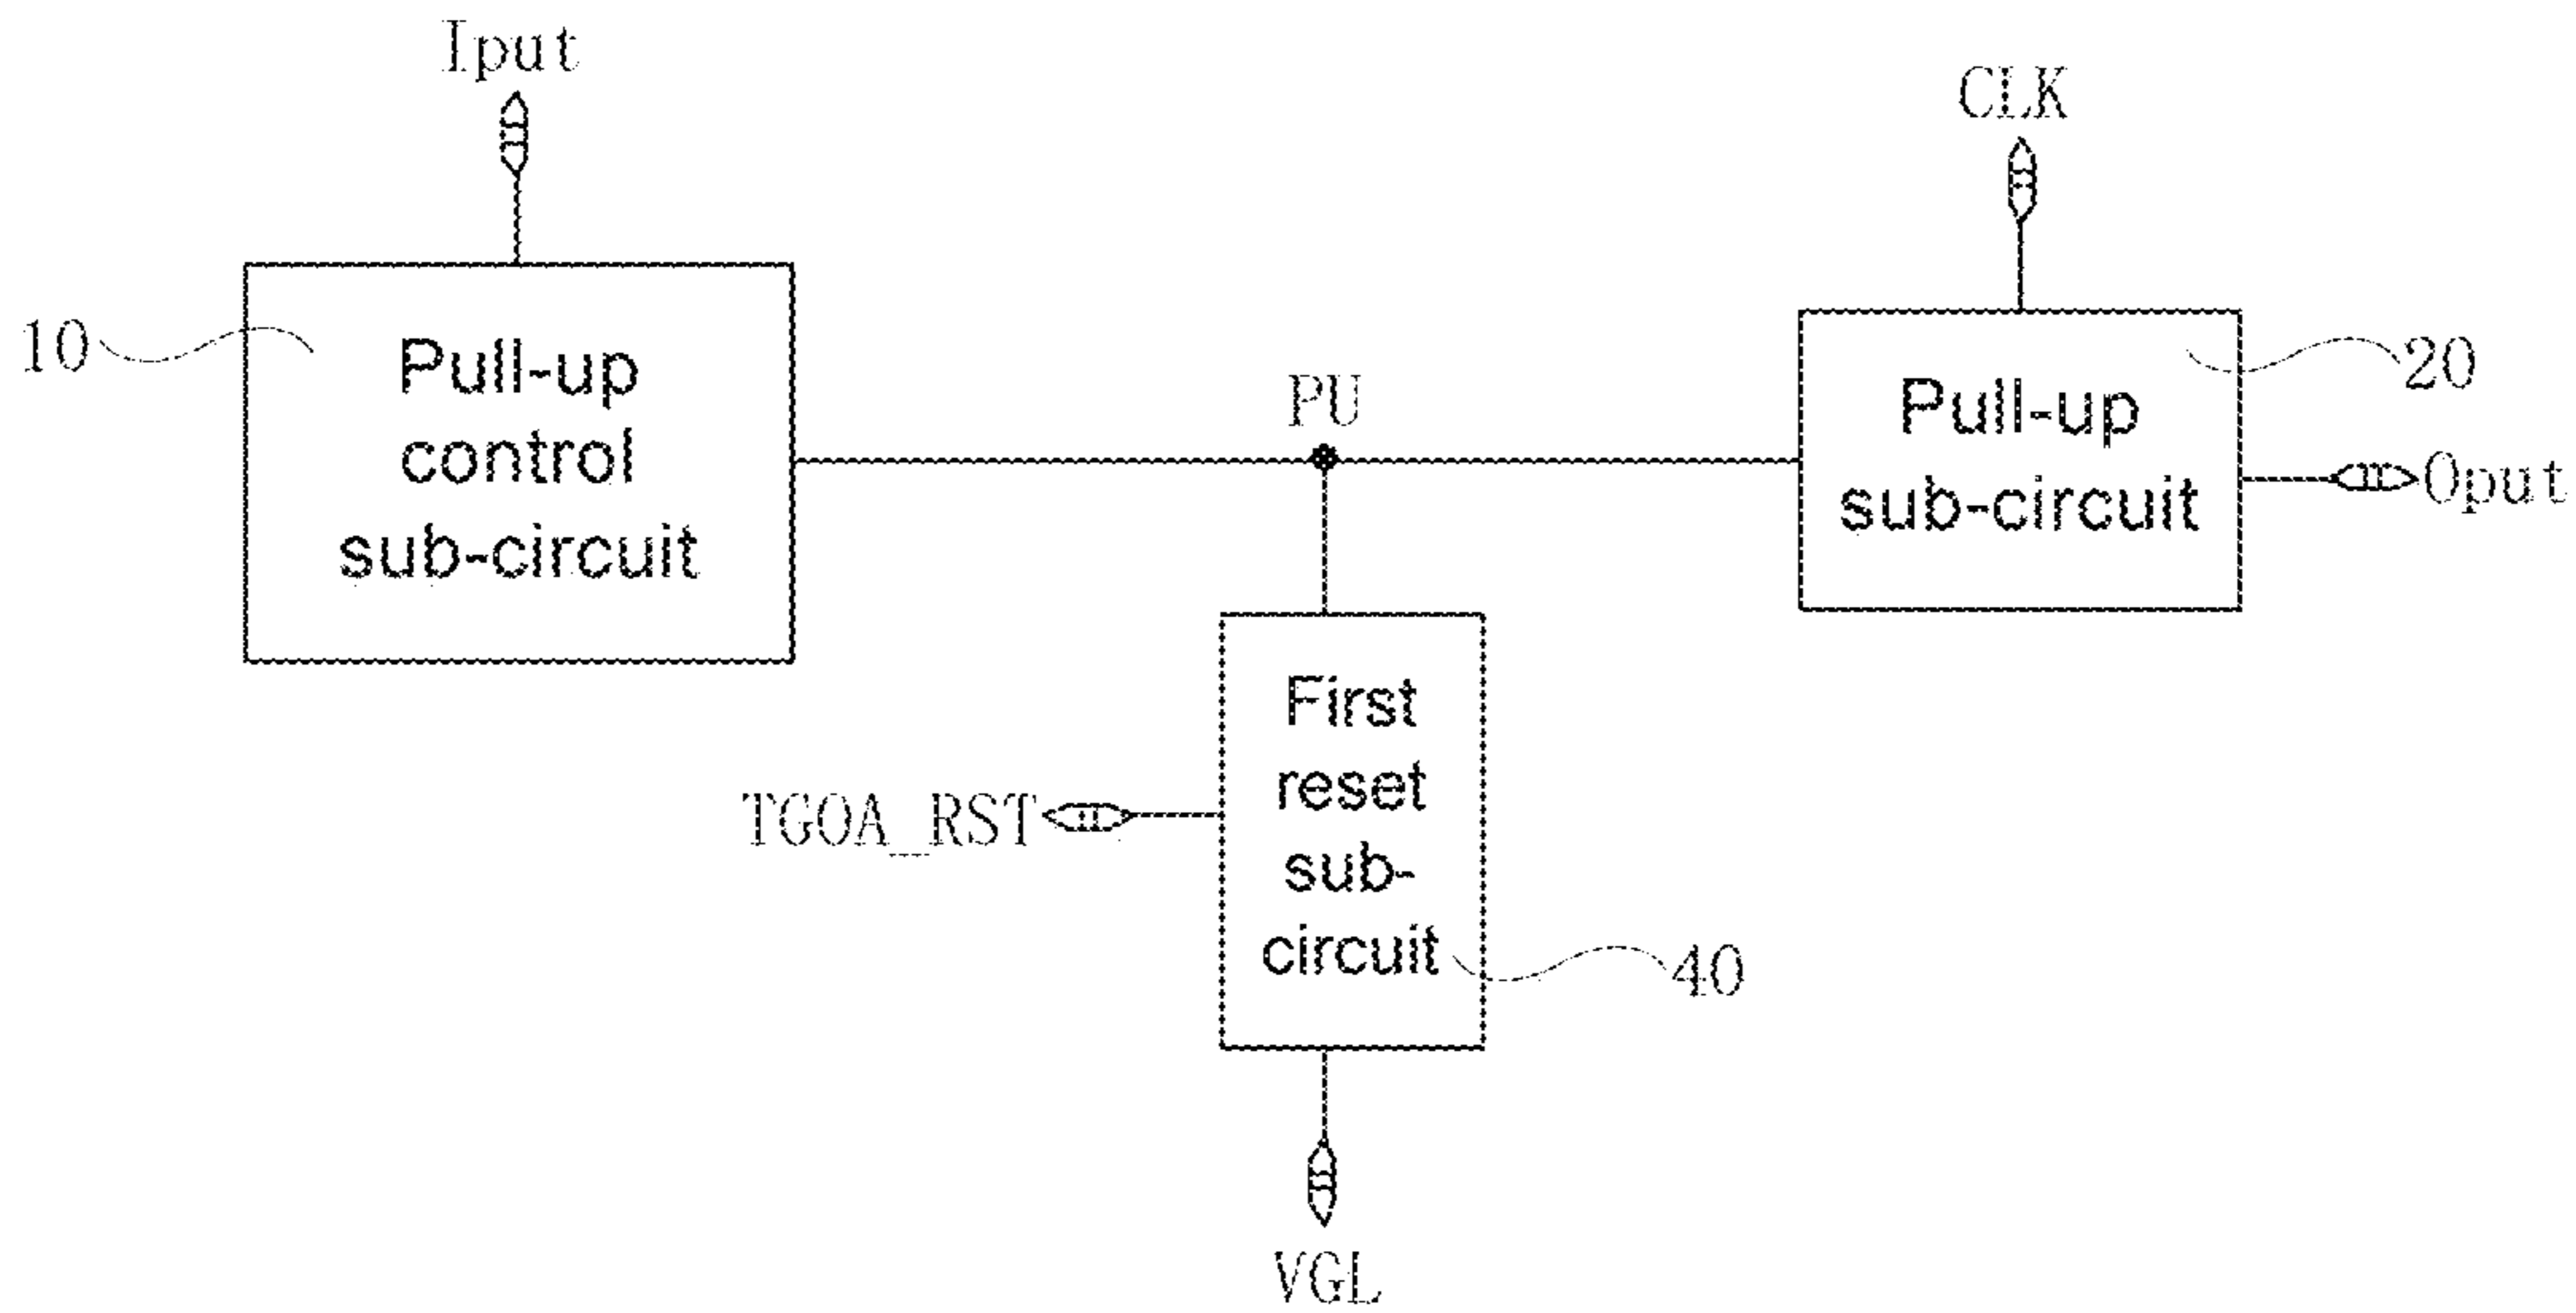 Iput
CLK
10
Pull-up
control
sub-circuit
PU
20
Pull-up
sub-circuit
Oput
First
reset
sub-
circuit
TGOA_RST
40
VGL